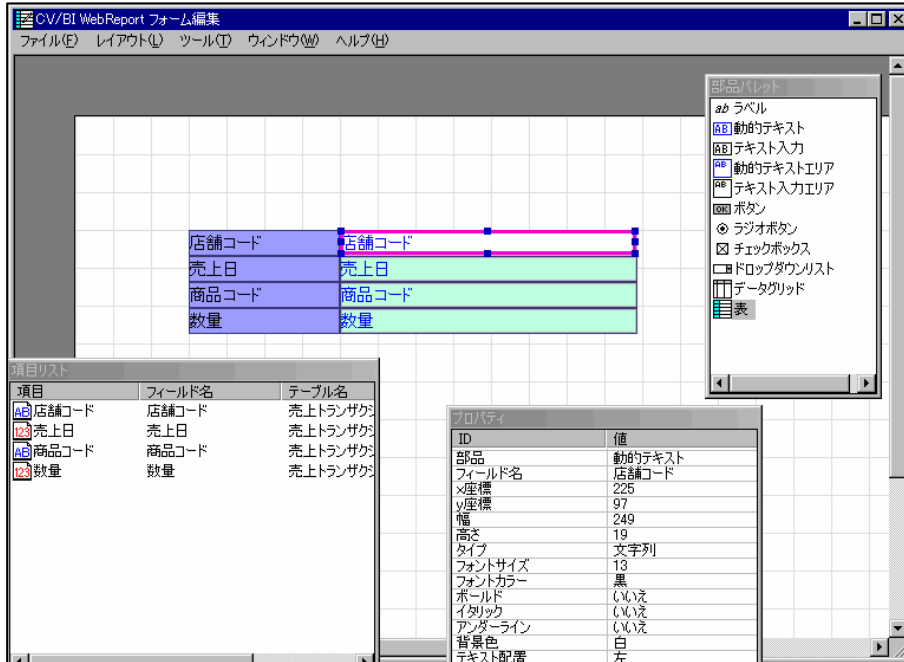 CV/BI WebReport フォーム編集
ファイル(F) レイアウト(L) ツール(T) ウィンドウ(W) ヘルプ(H)
部品パレット
ab ラベル
AB 動的テキスト
AB テキスト入力
AB 動的テキストエリア
AB テキスト入力エリア
OK ボタン
ラジオボタン
チェックボックス
ドロップダウンリスト
データグリッド
表
店舗コード 店舗コード
売上日 売上日
商品コード 商品コード
数量 数量
項目リスト
項目 フィールド名 テーブル名
AB 店舗コード 店舗コード 売上トランザクシ
123 売上日 売上日 売上トランザクシ
AB 商品コード 商品コード 売上トランザクシ
123 数量 数量 売上トランザクシ
プロパティ
ID 値
部品 動的テキスト
フィールド名 店舗コード
x座標 225
y座標 97
幅 249
高さ 19
タイプ 文字列
フォントサイズ 13
フォントカラー 黒
ボールド いいえ
イタリック いいえ
アンダーライン いいえ
背景色 白
テキスト配置 左